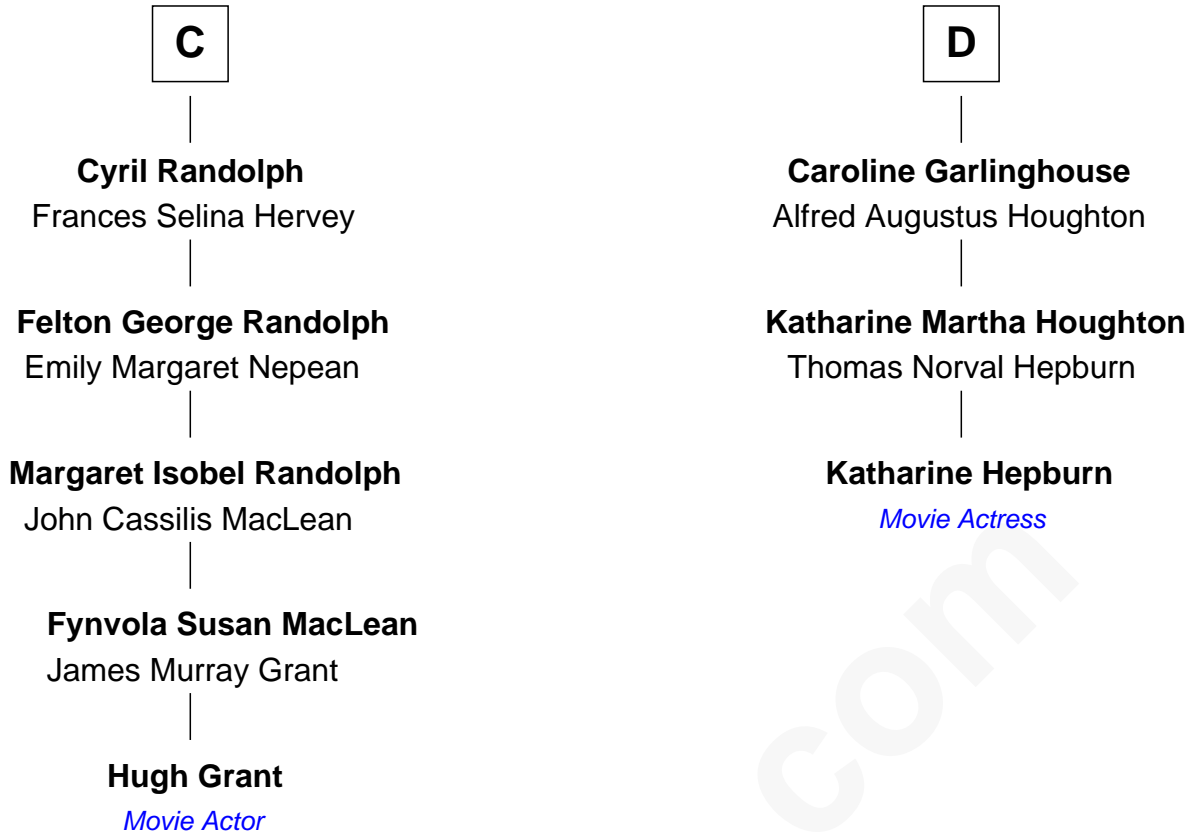 C
Cyril Randolph
Frances Selina Hervey
Felton George Randolph
Emily Margaret Nepean
Margaret Isobel Randolph
John Cassilis MacLean
Fynvola Susan MacLean
James Murray Grant
Hugh Grant
Movie Actor
D
Caroline Garlinghouse
Alfred Augustus Houghton
Katharine Martha Houghton
Thomas Norval Hepburn
Katharine Hepburn
Movie Actress
com